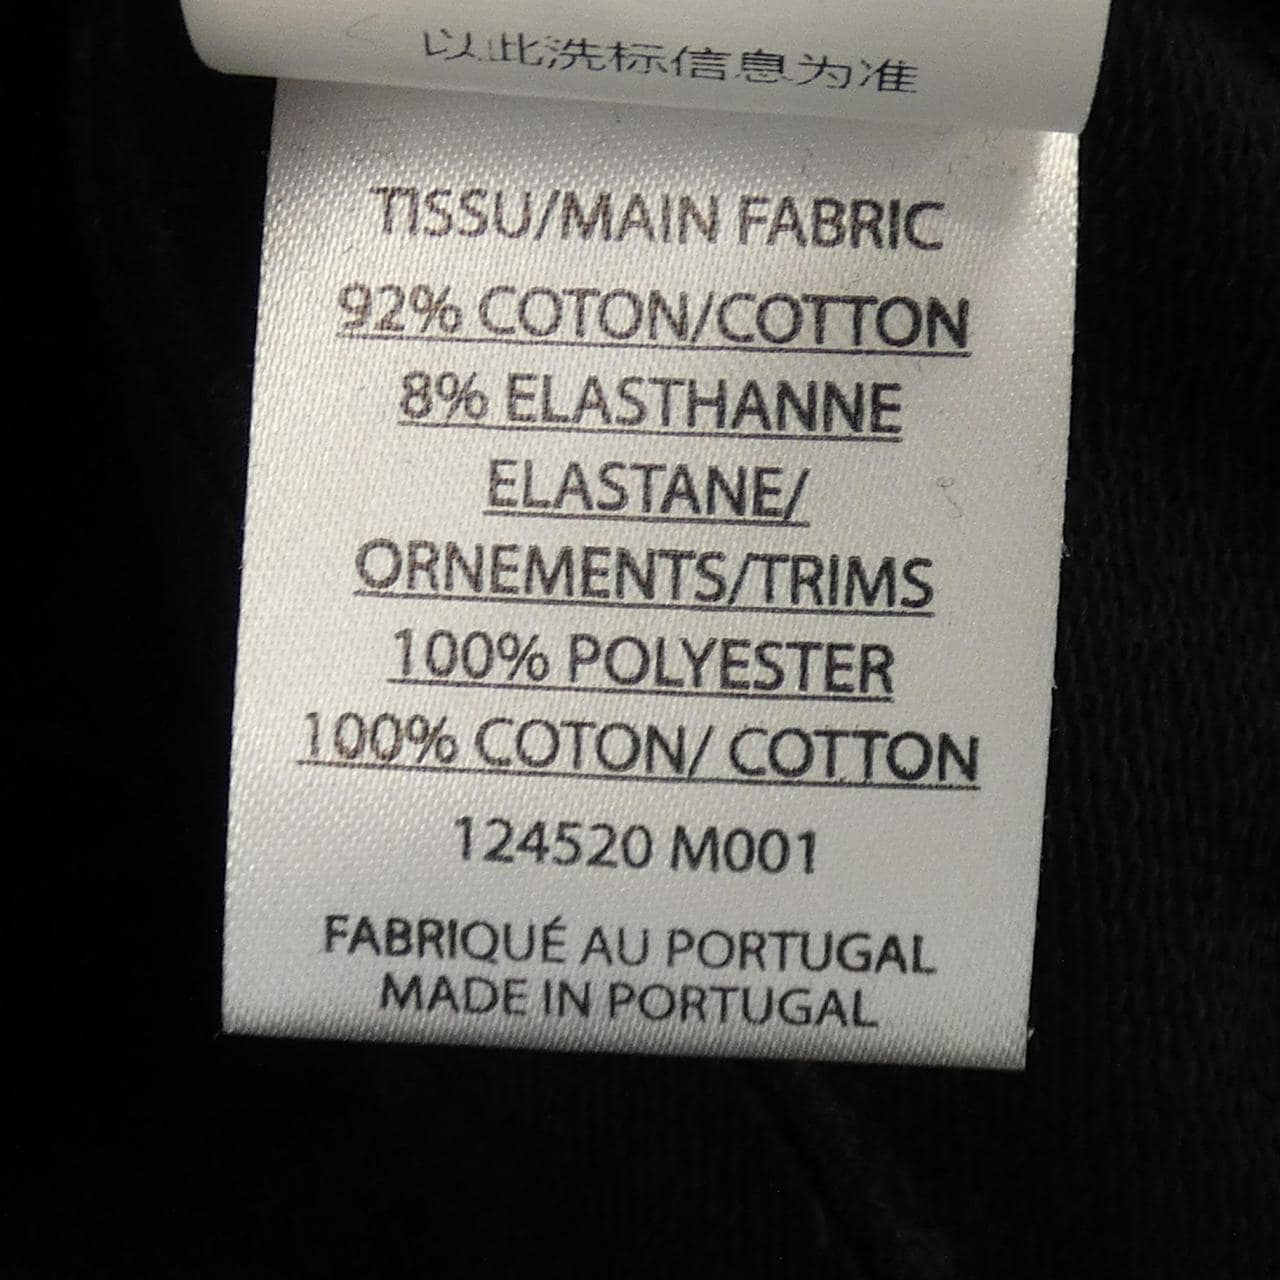 以此洗标信息为准
TISSU/MAIN FABRIC
92% COTON/COTTON
8% ELASTHANNE
ELASTANE/
ORNEMENTS/TRIMS
100% POLYESTER
100% COTON/ COTTON
124520 M001
FABRIQUÉ AU PORTUGAL
MADE IN PORTUGAL